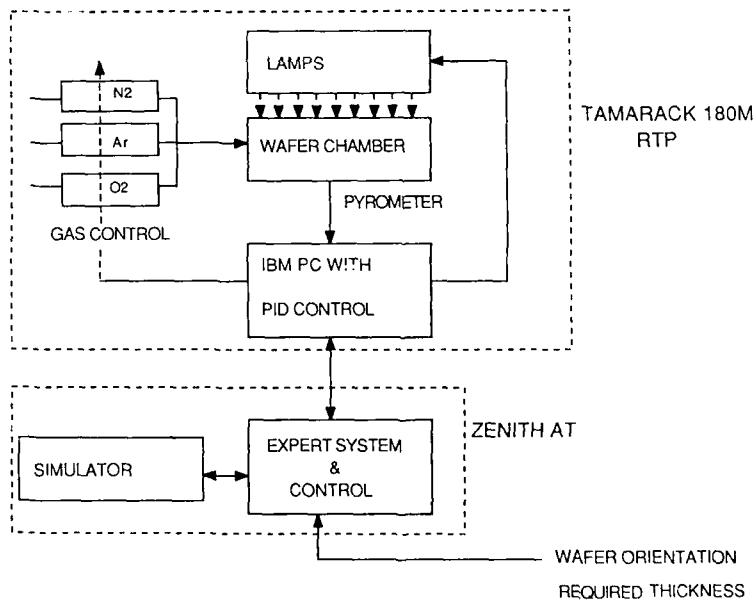 LAMPS
N2
Ar
O2
GAS CONTROL
WAFER CHAMBER
PYROMETER
IBM PC WITH
PID CONTROL
TAMARACK 180M
RTP
SIMULATOR
EXPERT SYSTEM
&
CONTROL
ZENITH AT
WAFER ORIENTATION
REQUIRED THICKNESS